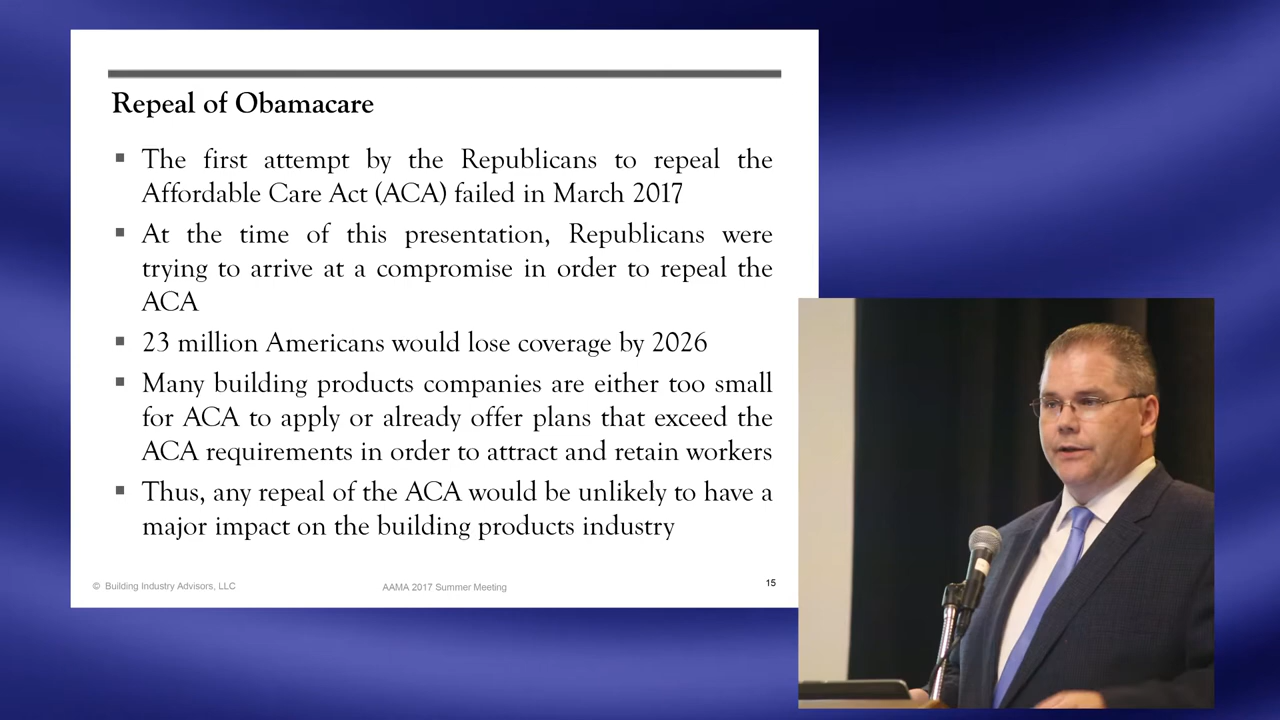 Repeal of Obamacare
▪ The first attempt by the Republicans to repeal the
Affordable Care Act (ACA) failed in March 2017
▪ At the time of this presentation, Republicans were
trying to arrive at a compromise in order to repeal the
ACA
▪ 23 million Americans would lose coverage by 2026
▪ Many building products companies are either too small
for ACA to apply or already offer plans that exceed the
ACA requirements in order to attract and retain workers
▪ Thus, any repeal of the ACA would be unlikely to have a
major impact on the building products industry
© Building Industry Advisors, LLC
AAMA 2017 Summer Meeting
15